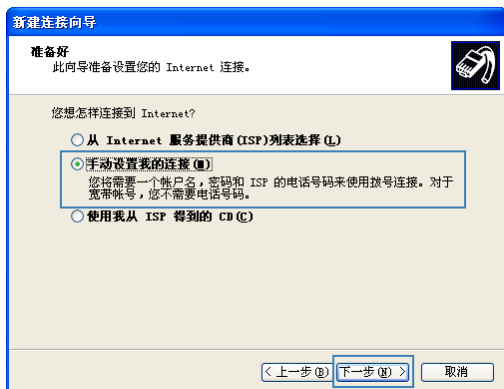 新建连接向导
准备好
此向导准备设置您的 Internet 连接。
您想怎样连接到 Internet?
从 Internet 服务提供商(ISP)列表选择(L)
手动设置我的连接(M)
您将需要一个帐户名，密码和 ISP 的电话号码来使用拨号连接。对于
宽带帐号，您不需要电话号码。
使用我从 ISP 得到的 CD(C)
< 上一步(B) 下一步(N) > 取消